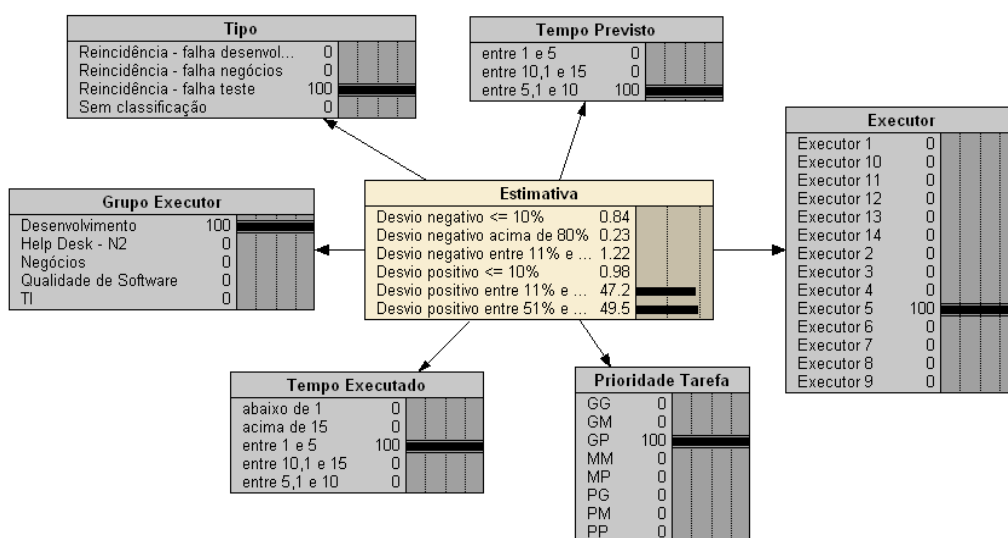 Tipo
Reincidência - falha desenvol... 0
Reincidência - falha negócios 0
Reincidência - falha teste 100
Sem classificação 0
Tempo Previsto
entre 1 e 5 0
entre 10,1 e 15 0
entre 5,1 e 10 100
Executor
Executor 1 0
Executor 10 0
Executor 11 0
Executor 12 0
Executor 13 0
Executor 14 0
Executor 2 0
Executor 3 0
Executor 4 0
Executor 5 100
Executor 6 0
Executor 7 0
Executor 8 0
Executor 9 0
Grupo Executor
Desenvolvimento 100
Help Desk - N2 0
Negócios 0
Qualidade de Software 0
TI 0
Estimativa
Desvio negativo <= 10% 0.84
Desvio negativo acima de 80% 0.23
Desvio negativo entre 11% e ... 1.22
Desvio positivo <= 10% 0.98
Desvio positivo entre 11% e ... 47.2
Desvio positivo entre 51% e ... 49.5
Tempo Executado
abaixo de 1 0
acima de 15 0
entre 1 e 5 100
entre 10,1 e 15 0
entre 5,1 e 10 0
Prioridade Tarefa
GG 0
GM 0
GP 100
MM 0
MP 0
PG 0
PM 0
PP 0